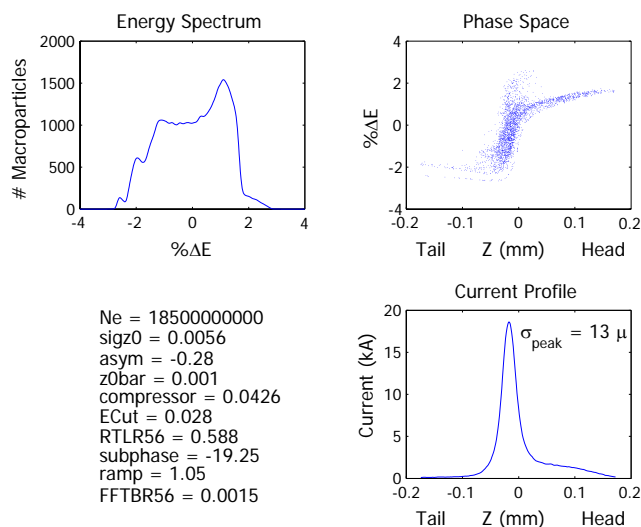 Energy Spectrum
# Macroparticles
2000
1500
1000
500
0
-4 -2 0 2 4
%ΔE
Phase Space
%ΔE
4
2
0
-2
-4
-0.2 -0.1 0 0.1 0.2
Tail Z (mm) Head
Ne = 18500000000
sigz0 = 0.0056
asym = -0.28
z0bar = 0.001
compressor = 0.0426
ECut = 0.028
RTLR56 = 0.588
subphase = -19.25
ramp = 1.05
FFTBR56 = 0.0015
Current Profile
σpeak = 13 μ
Current (kA)
20
15
10
5
0
-0.2 -0.1 0 0.1 0.2
Tail Z (mm) Head